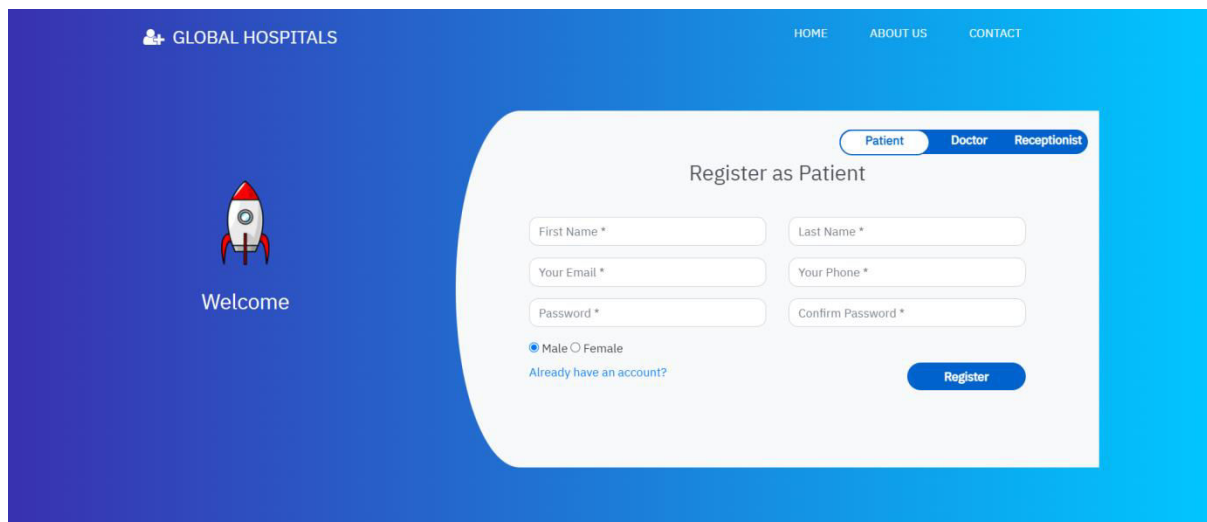 GLOBAL HOSPITALS
HOME ABOUT US CONTACT
Patient Doctor Receptionist
Register as Patient
First Name * Last Name *
Your Email * Your Phone *
Welcome
Password * Confirm Password *
Male Female
Already have an account?
Register